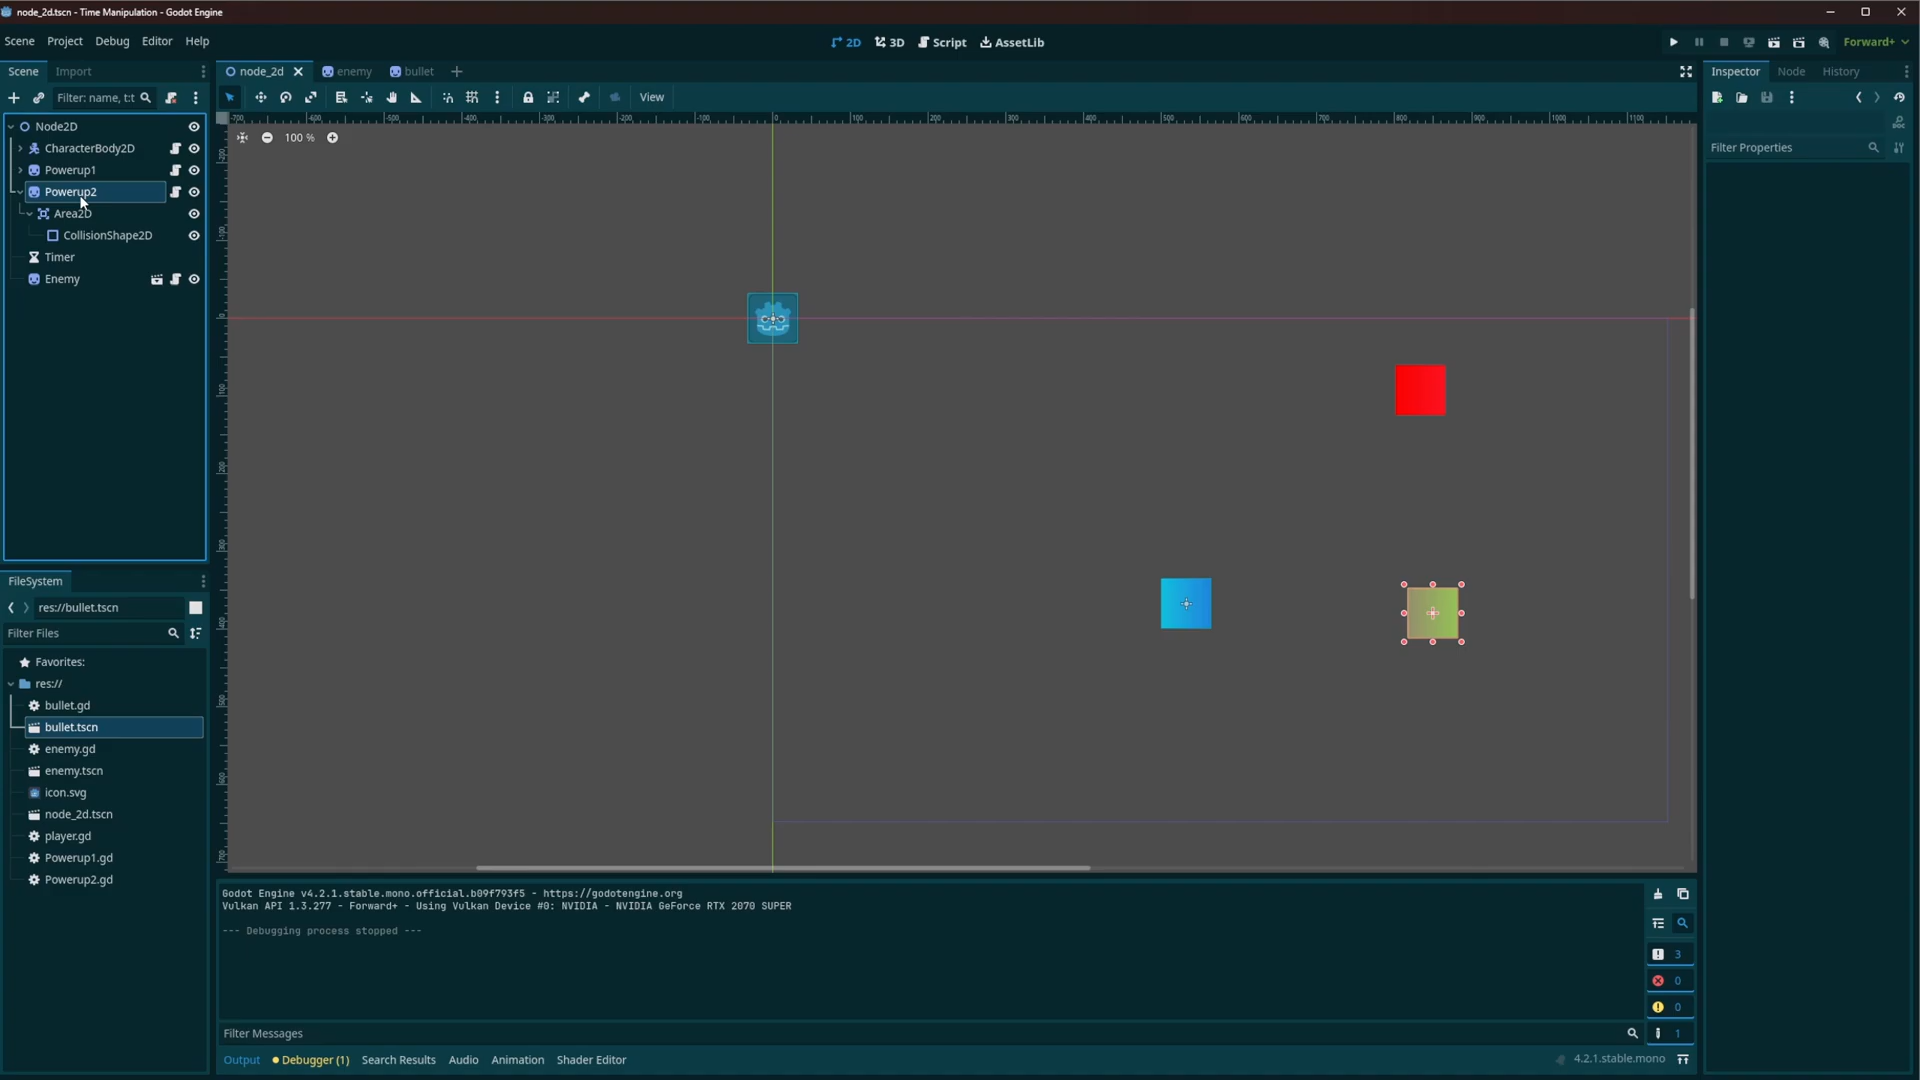 node_2d.tscn - Time Manipulation - Godot Engine
Scene Project Debug Editor Help
2D 3D Script AssetLib
Forward+
Scene Import
node_2d enemy bullet
Inspector Node History
Filter: name, t:t
View
Node2D
CharacterBody2D
Powerup1
Powerup2
Area2D
CollisionShape2D
Timer
Enemy
100 %
Filter Properties
FileSystem
res://bullet.tscn
Filter Files
Favorites:
res://
bullet.gd
bullet.tscn
enemy.gd
enemy.tscn
icon.svg
node_2d.tscn
player.gd
Powerup1.gd
Powerup2.gd
Godot Engine v4.2.1.stable.mono.official.b09f793f5 - https://godotengine.org
Vulkan API 1.3.277 - Forward+ - Using Vulkan Device #0: NVIDIA - NVIDIA GeForce RTX 2070 SUPER
--- Debugging process stopped ---
3
0
0
1
Filter Messages
Output Debugger (1) Search Results Audio Animation Shader Editor
4.2.1.stable.mono